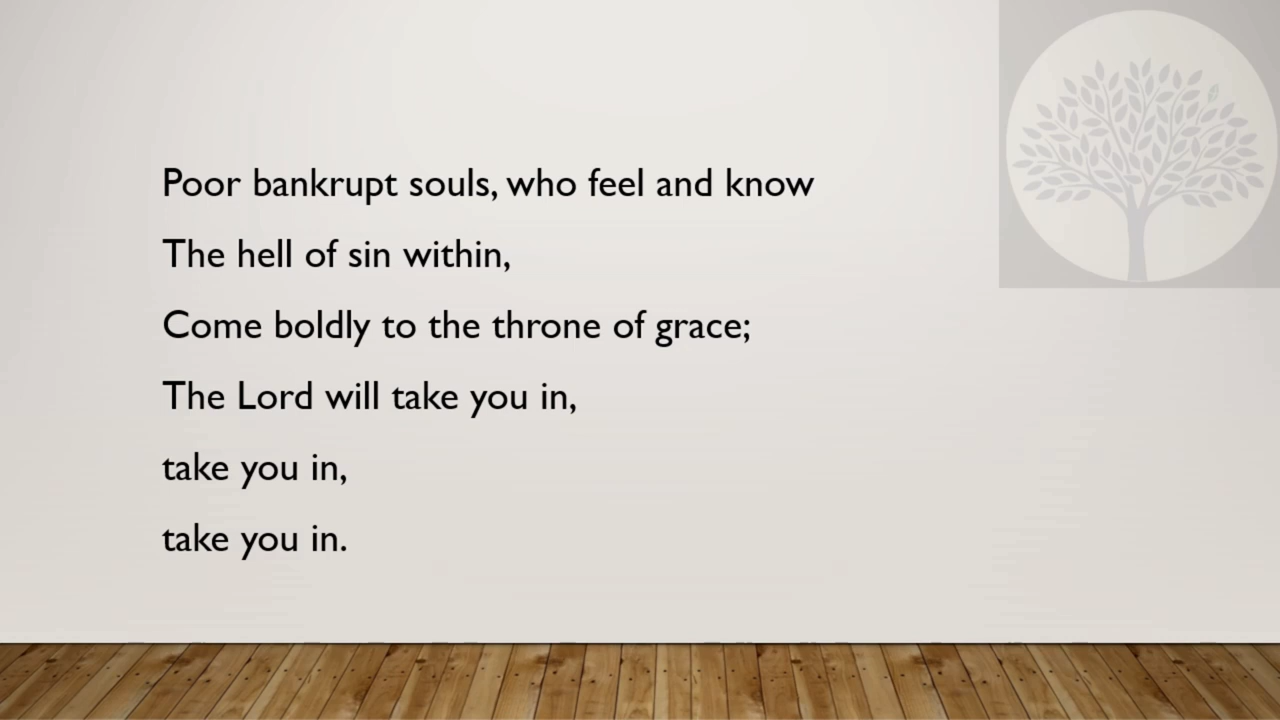 Poor bankrupt souls, who feel and know
The hell of sin within,
Come boldly to the throne of grace;
The Lord will take you in,
take you in,
take you in.